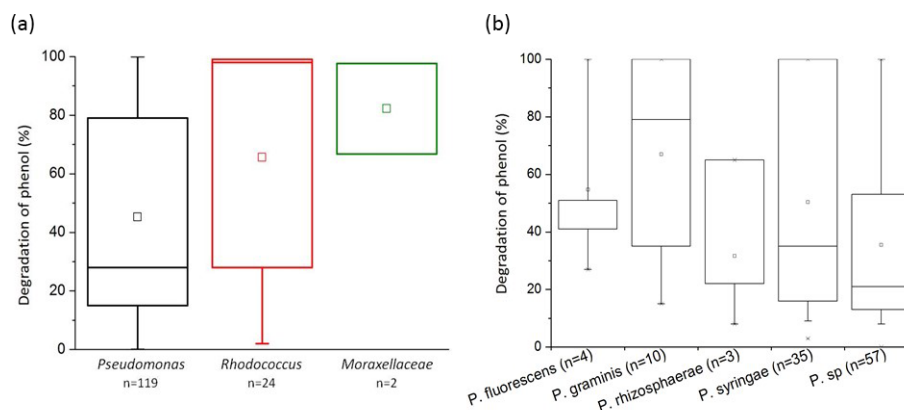 (a)
Degradation of phenol (%)
100
80
60
40
20
0
Pseudomonas
n=119
Rhodococcus
n=24
Moraxellaceae
n=2
(b)
Degradation of phenol (%)
100
80
60
40
20
0
P. fluorescens (n=4)
P. graminis (n=10)
P. rhizosphaerae (n=3)
P. syringae (n=35)
P. sp (n=57)